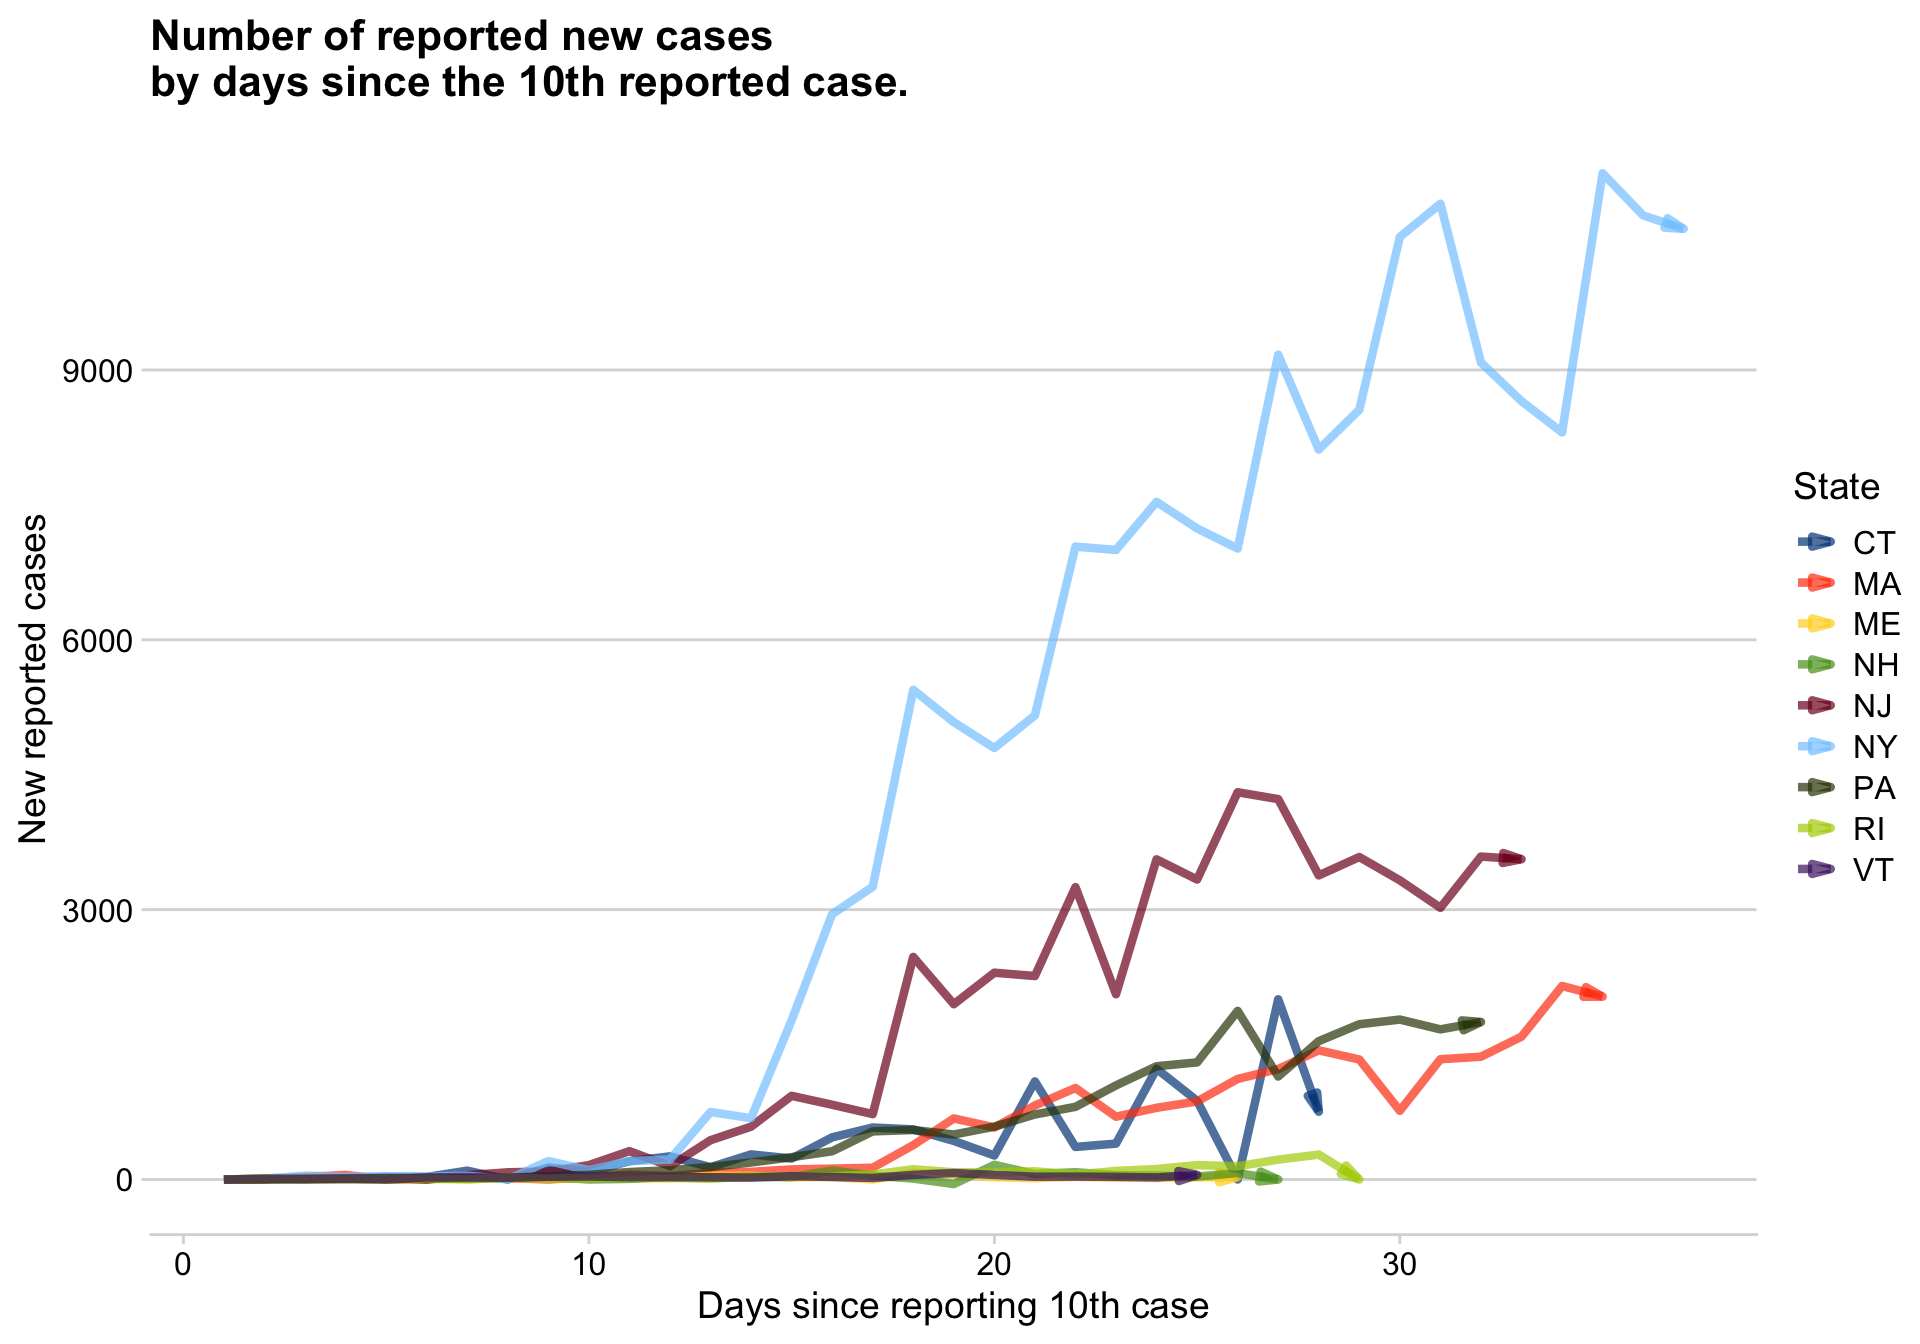 Number of reported new cases
by days since the 10th reported case.
New reported cases
9000
6000
3000
0
0
10
20
30
Days since reporting 10th case
State
CT
MA
ME
NH
NJ
NY
PA
RI
VT